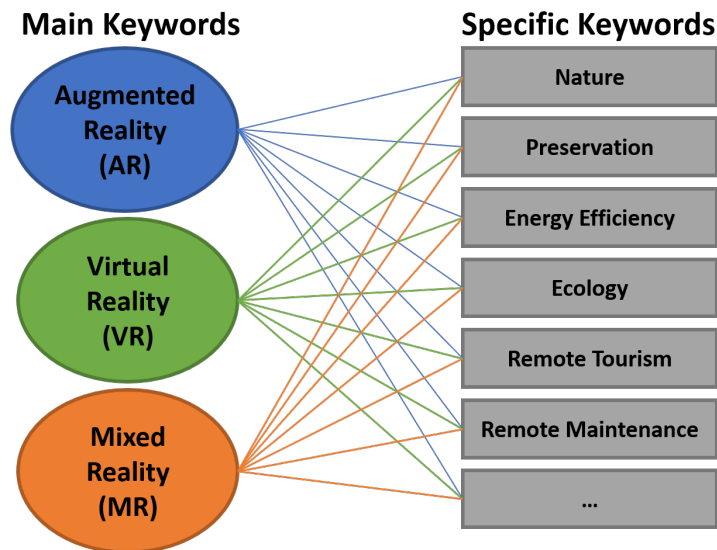 Main Keywords
Augmented
Reality
(AR)
Virtual
Reality
(VR)
Mixed
Reality
(MR)
Specific Keywords
Nature
Preservation
Energy Efficiency
Ecology
Remote Tourism
Remote Maintenance
...